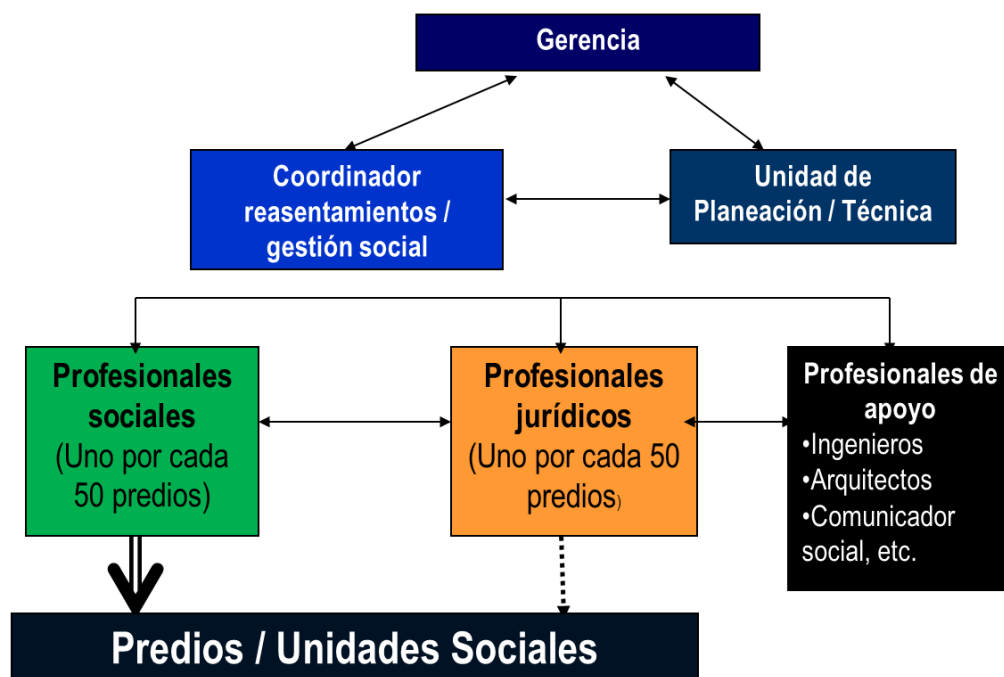 Gerencia
Coordinador
reasentamientos /
gestión social
Unidad de
Planeación / Técnica
Profesionales
sociales
(Uno por cada
50 predios)
Profesionales
jurídicos
(Uno por cada 50
predios)
Profesionales de
apoyo
•Ingenieros
•Arquitectos
•Comunicador
social, etc.
Predios / Unidades Sociales